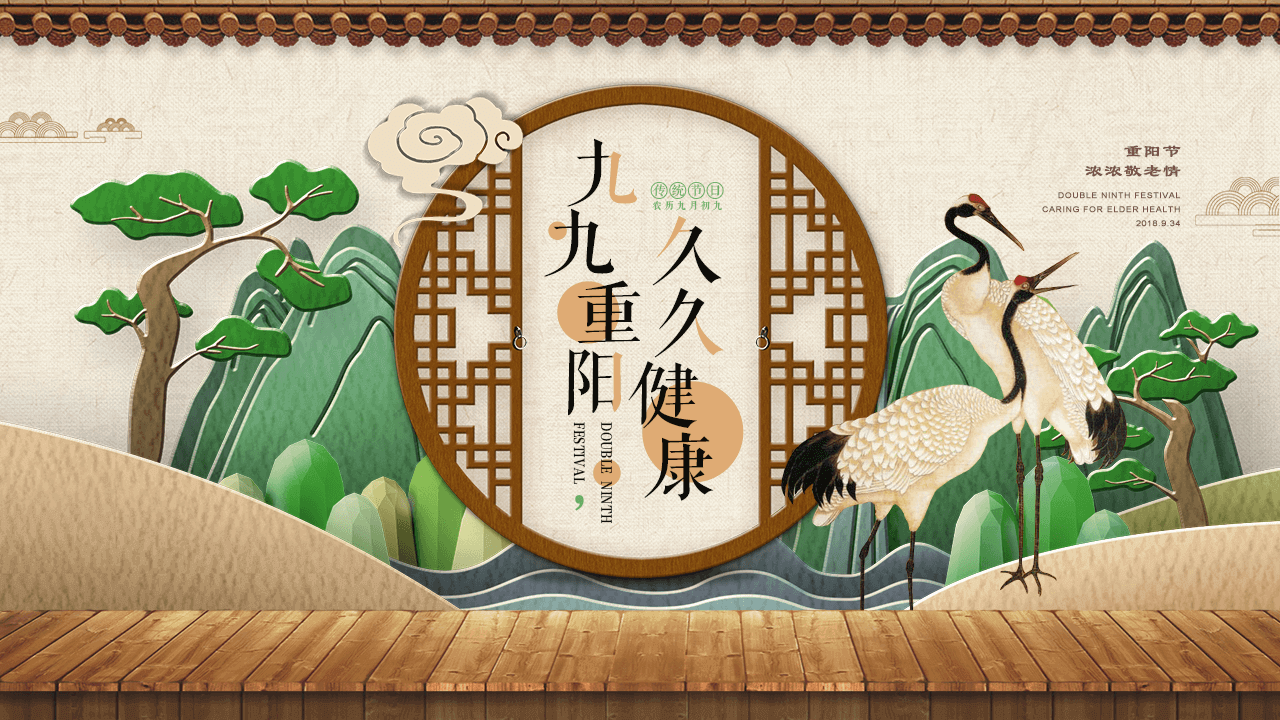 九九重阳
DOUBLE NINTH
FESTIVAL，
传统节日
农历九月初九
久久健康
重阳节
浓浓敬老情
DOUBLE NINTH FESTIVAL
CARING FOR ELDER HEALTH
2018.9.34